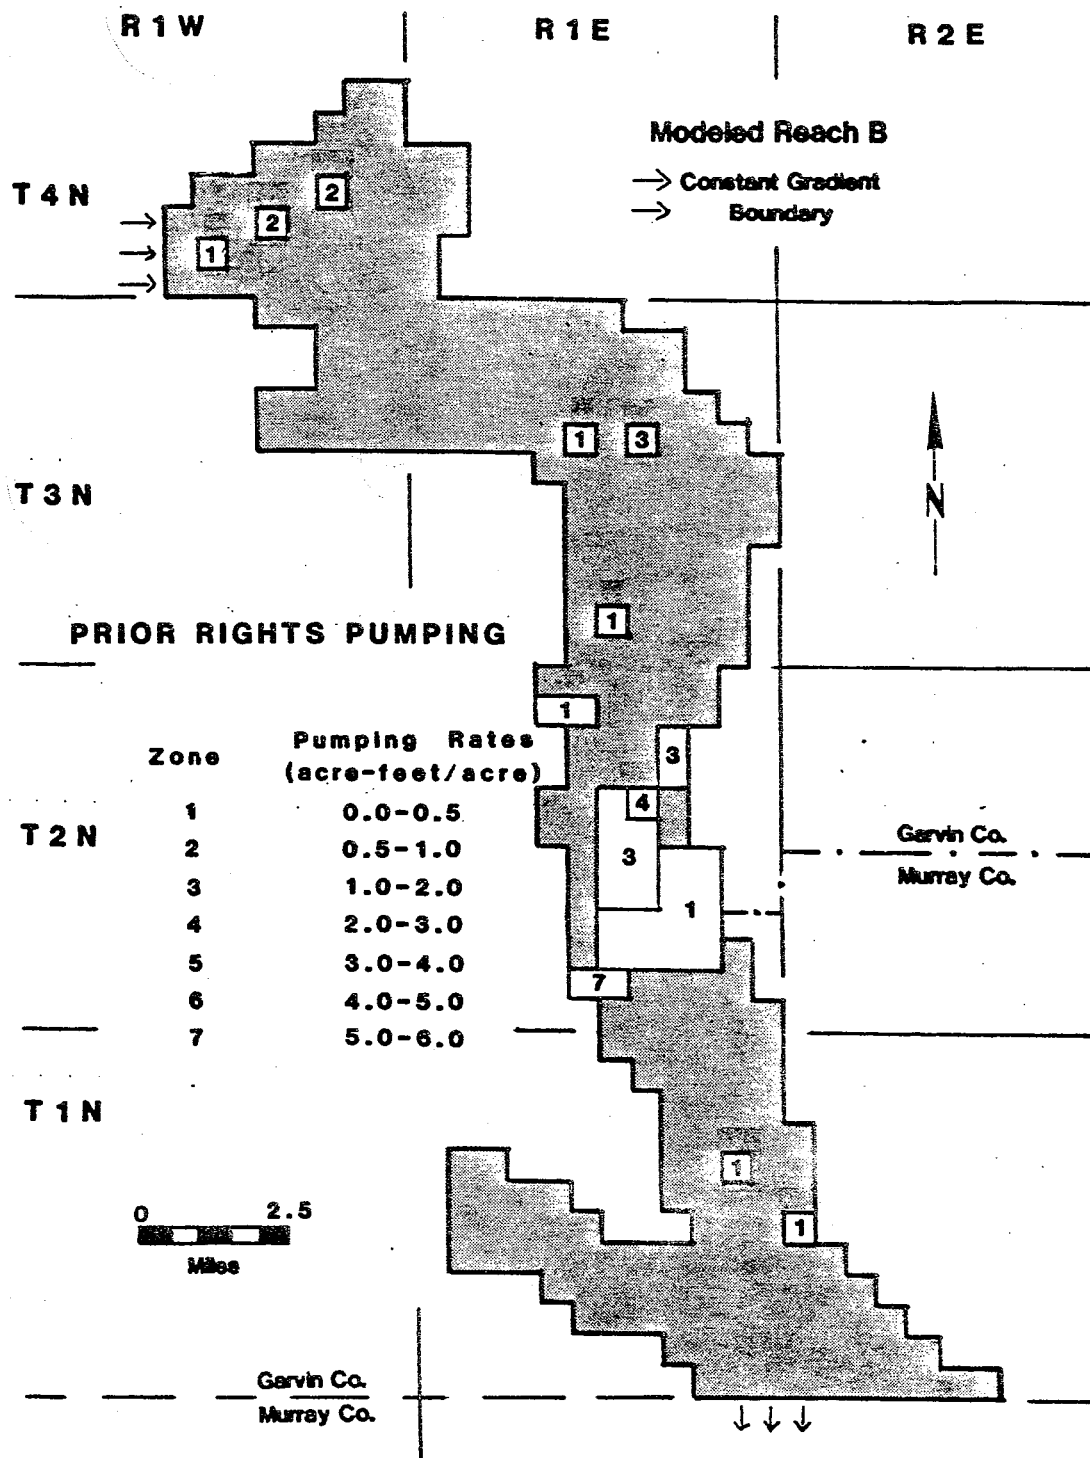 R 1 W
R 1 E
R 2 E
Modeled Reach B
Constant Gradient
Boundary
T 4 N
2
2
1
1
3
T 3 N
N
1
PRIOR RIGHTS PUMPING
1
Zone Pumping Rates
(acre-feet/acre)
1 0.0-0.5
2 0.5-1.0
3 1.0-2.0
4 2.0-3.0
5 3.0-4.0
6 4.0-5.0
7 5.0-6.0
3
4
T 2 N
3
1
7
Garvin Co.
Murray Co.
T 1 N
1
1
0 2.5
Miles
Garvin Co.
Murray Co.